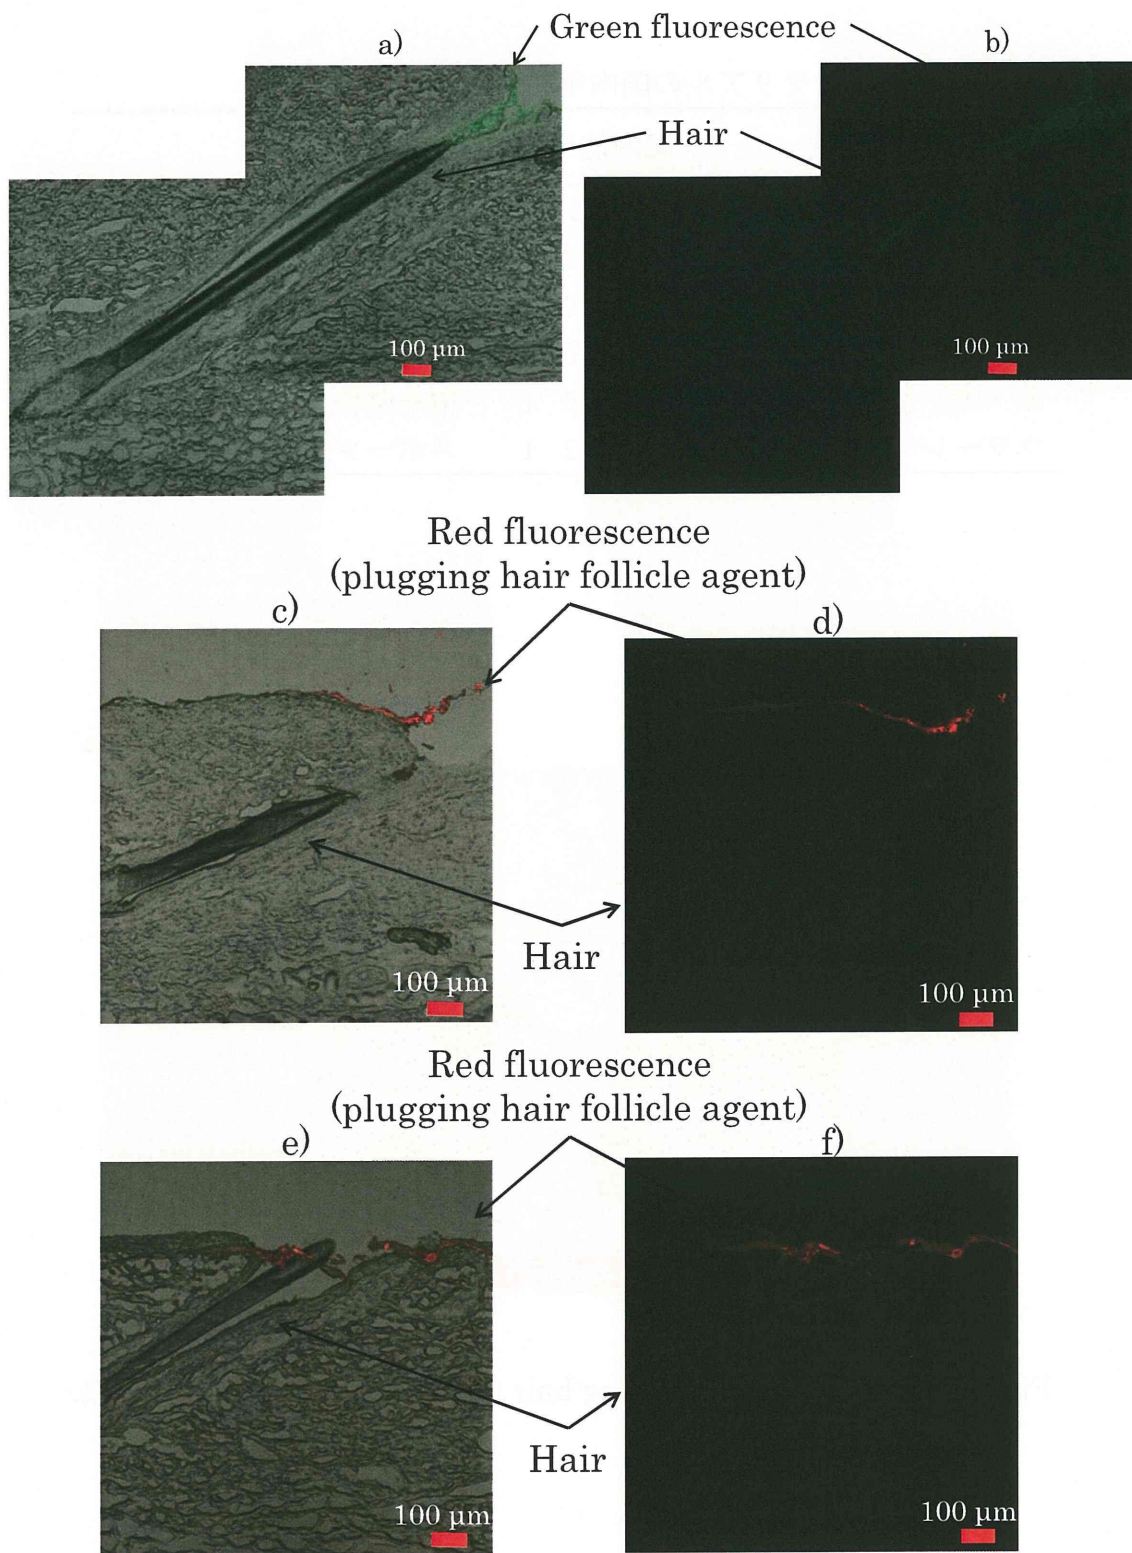 Green fluorescence
a)
b)
Hair
100 µm
100 µm
Red fluorescence
(plugging hair follicle agent)
c)
d)
Hair
100 µm
100 µm
Red fluorescence
(plugging hair follicle agent)
e)
f)
Hair
100 µm
100 µm